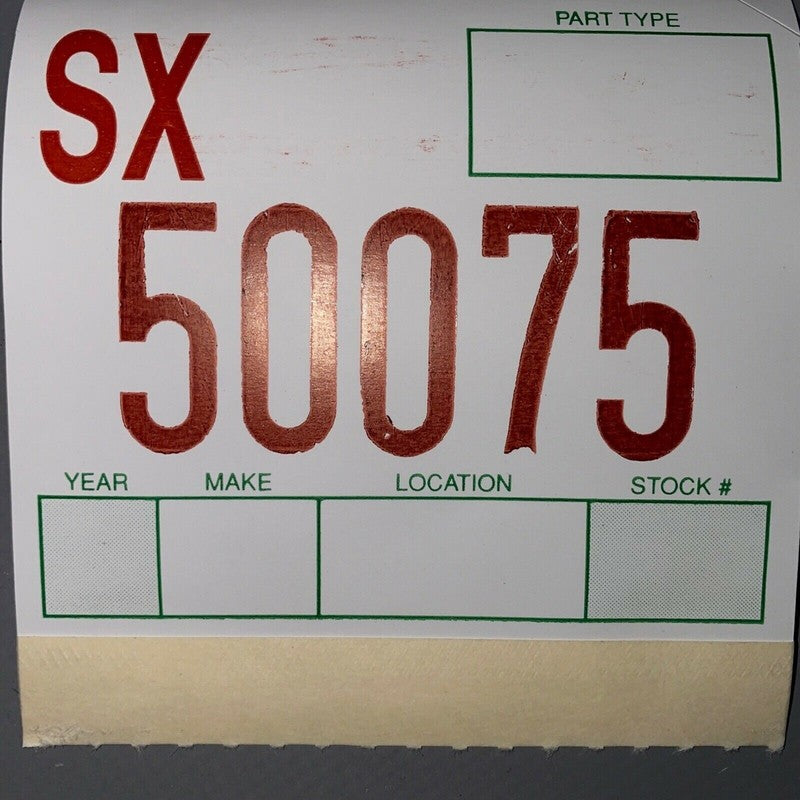 PART TYPE
SX
50075
YEAR MAKE LOCATION STOCK #